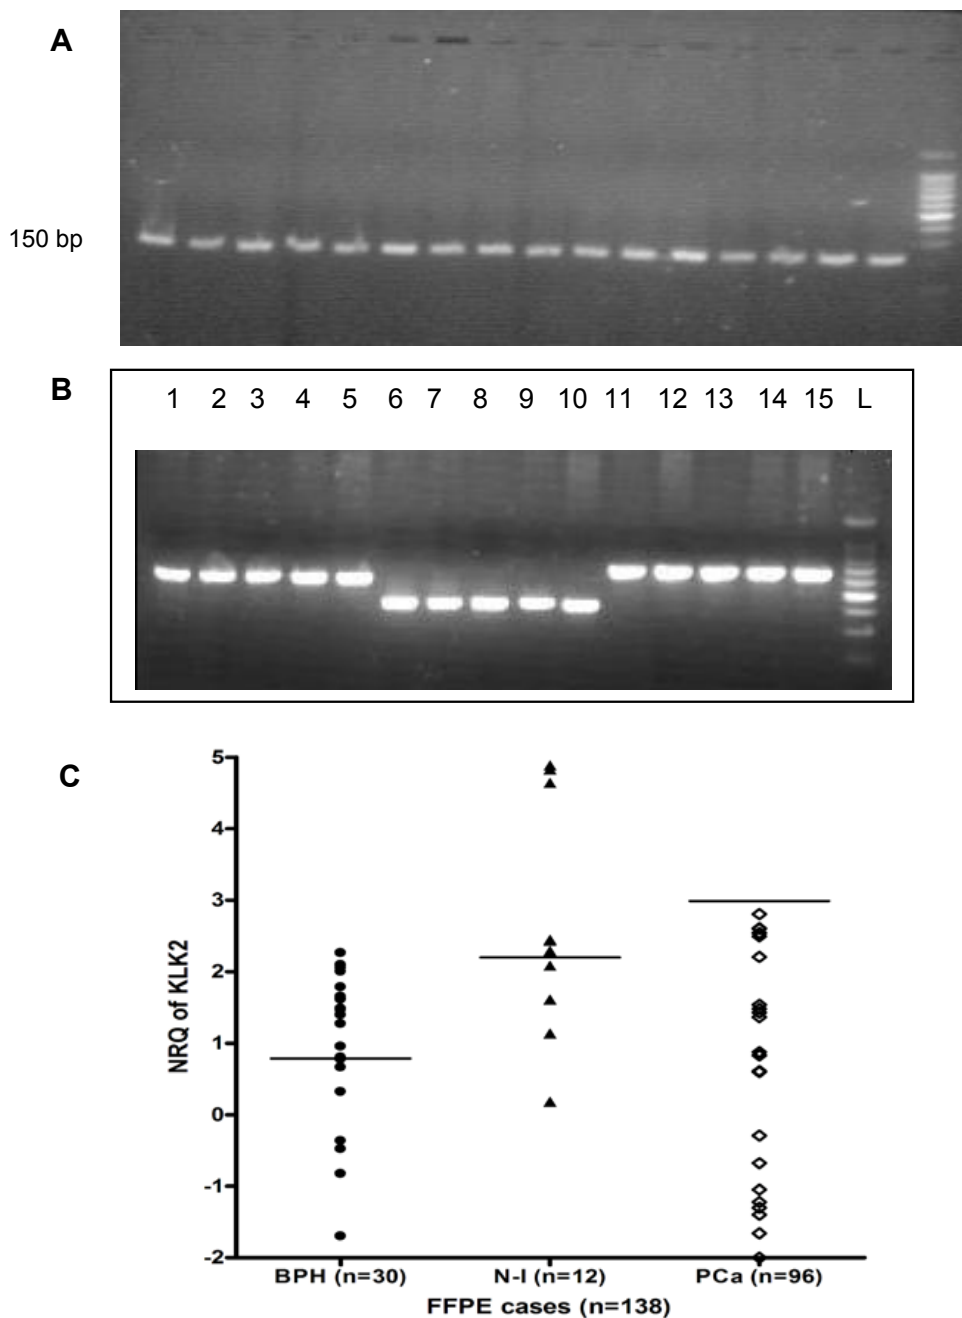 A
150 bp
B
1 2 3 4 5 6 7 8 9 10 11 12 13 14 15 L
C
5
4
3
2
1
0
-1
-2
NRQ of KLK2
BPH (n=30) N-I (n=12) PCa (n=96)
FFPE cases (n=138)